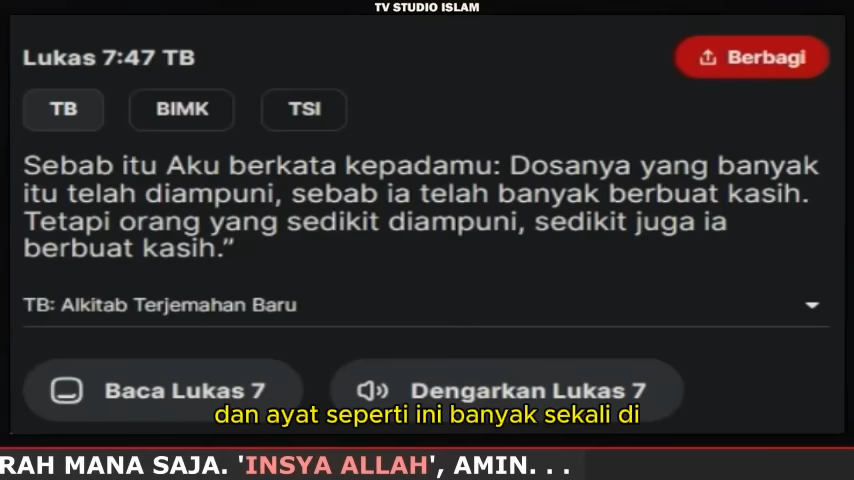 TV STUDIO ISLAM
Lukas 7:47 TB
Berbagi
TB BIMK TSI
Sebab itu Aku berkata kepadamu: Dosanya yang banyak
itu telah diampuni, sebab ia telah banyak berbuat kasih.
Tetapi orang yang sedikit diampuni, sedikit juga ia
berbuat kasih.”
TB: Alkitab Terjemahan Baru
Baca Lukas 7 Dengarkan Lukas 7
dan ayat seperti ini banyak sekali di
RAH MANA SAJA. 'INSYA ALLAH', AMIN. . .